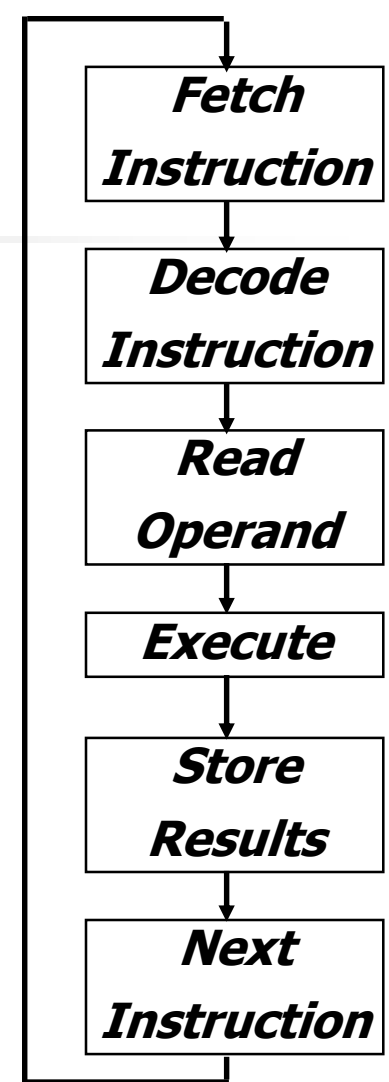 Fetch
Instruction
Decode
Instruction
Read
Operand
Execute
Store
Results
Next
Instruction